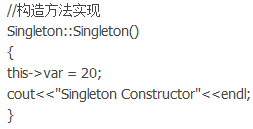 //构造方法实现
Singleton::Singleton()
{
this->var = 20;
cout<<"Singleton Constructor"<<endl;
}